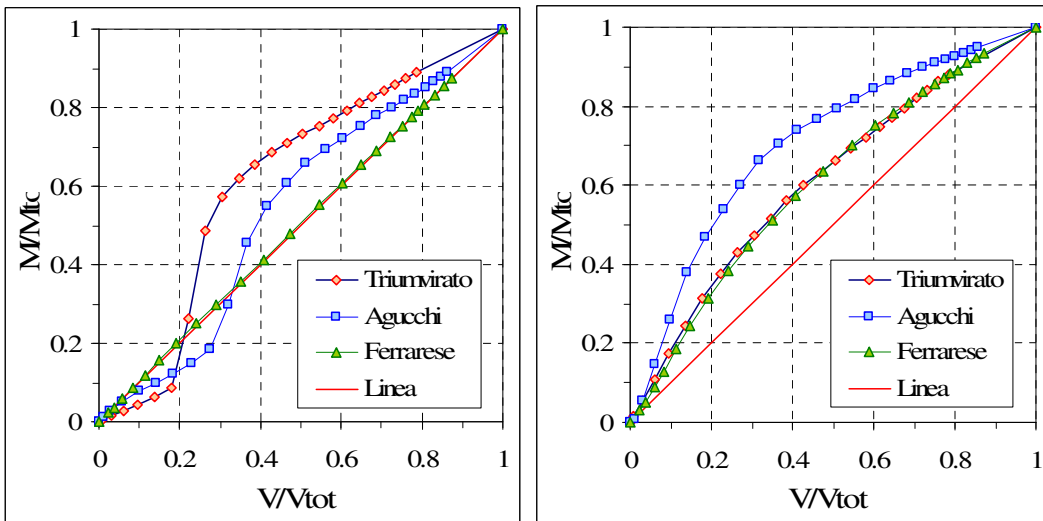 1
0.8
0.6
0.4
0.2
0
M/Mtc
0 0.2 0.4 0.6 0.8 1
V/Vtot
Triumvirato
Agucchi
Ferrarese
Linea
1
0.8
0.6
0.4
0.2
0
M/Mtc
0 0.2 0.4 0.6 0.8 1
V/Vtot
Triumvirato
Agucchi
Ferrarese
Linea